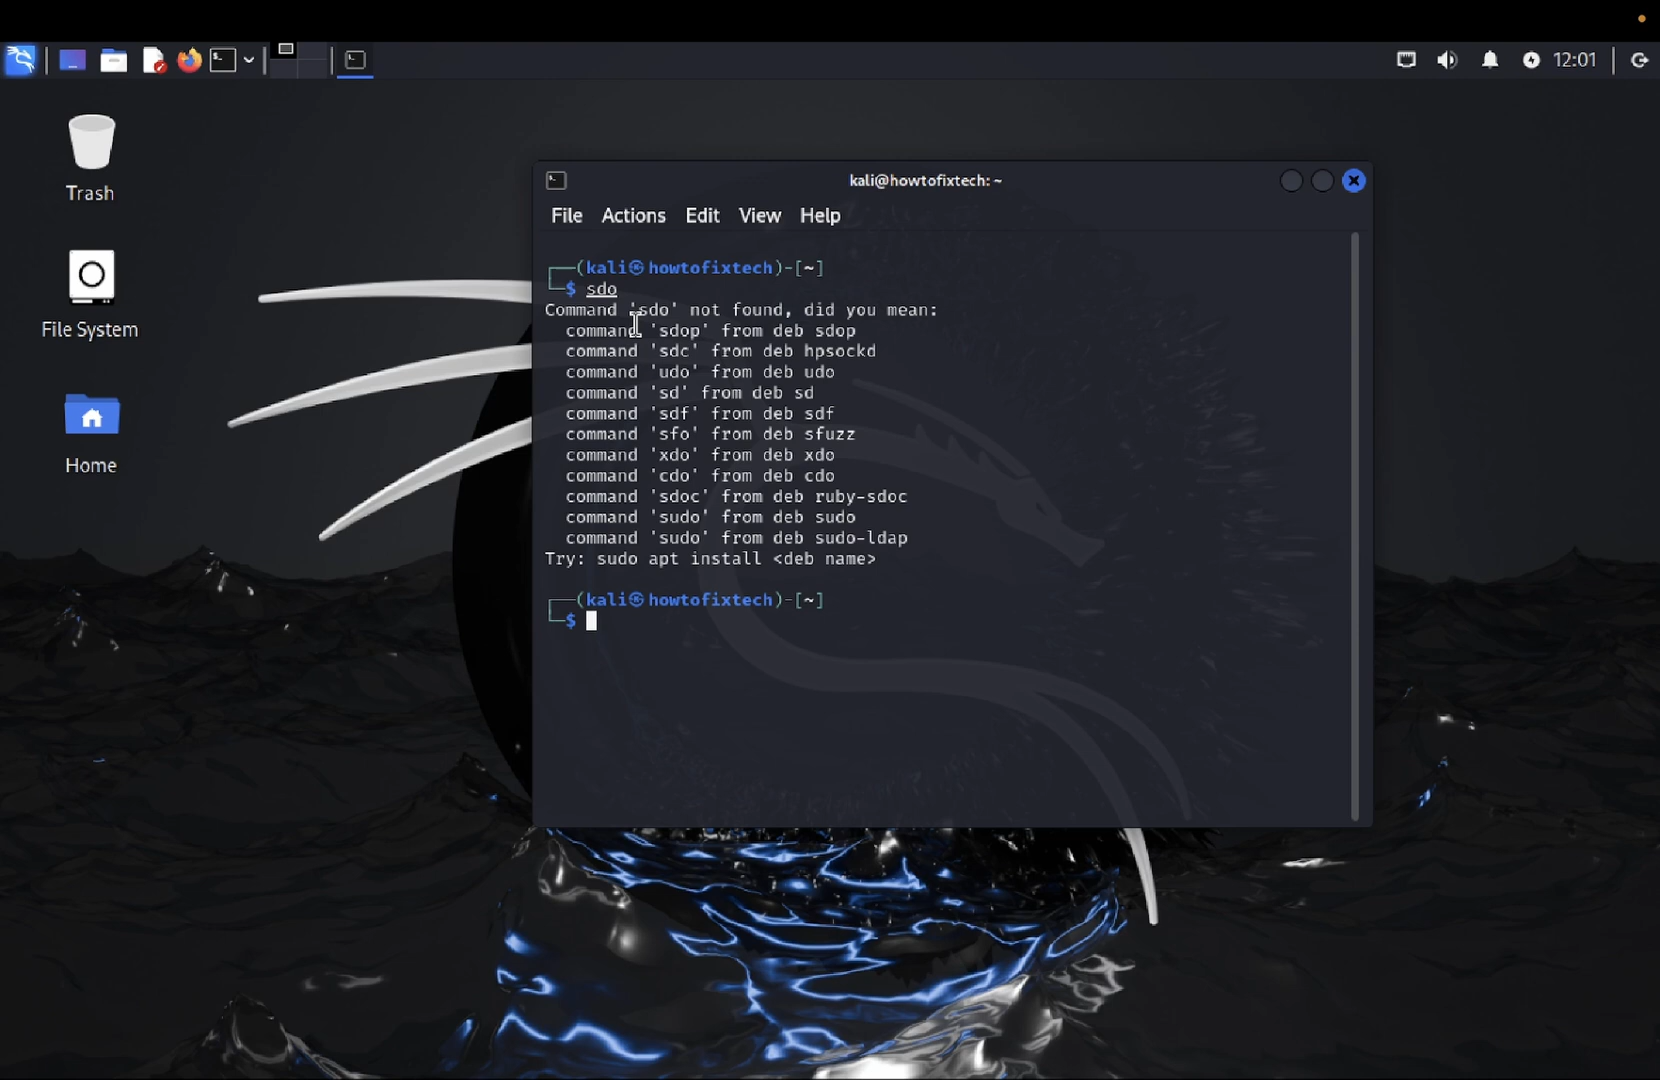 12:01
Trash
File System
Home
kali@howtofixtech: ~
File Actions Edit View Help
┌──(kali㉿howtofixtech)-[~]
└─$ sdo
Command 'sdo' not found, did you mean:
command 'sdop' from deb sdop
command 'sdc' from deb hpsockd
command 'udo' from deb udo
command 'sd' from deb sd
command 'sdf' from deb sdf
command 'sfo' from deb sfuzz
command 'xdo' from deb xdo
command 'cdo' from deb cdo
command 'sdoc' from deb ruby-sdoc
command 'sudo' from deb sudo
command 'sudo' from deb sudo-ldap
Try: sudo apt install <deb name>
┌──(kali㉿howtofixtech)-[~]
└─$